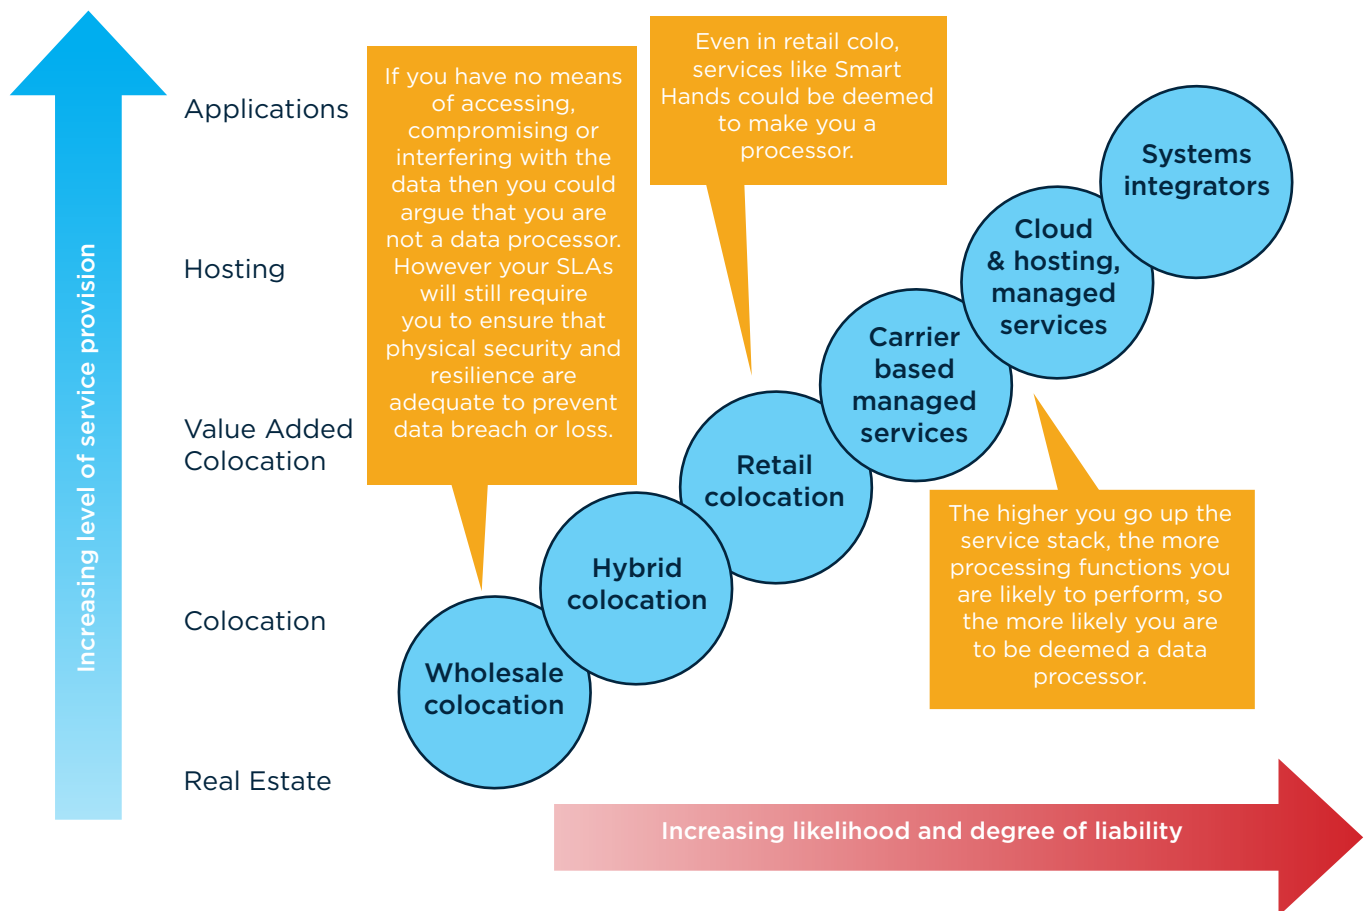 Increasing level of service provision
Applications
Hosting
Value Added
Colocation
Colocation
Real Estate
If you have no means
of accessing,
compromising or
interfering with the
data then you could
argue that you are
not a data processor.
However your SLAs
will still require
you to ensure that
physical security and
resilience are
adequate to prevent
data breach or loss.
Even in retail colo,
services like Smart
Hands could be deemed
to make you a
processor.
Systems
integrators
Cloud
& hosting,
managed
services
Carrier
based
managed
services
Retail
colocation
Hybrid
colocation
Wholesale
colocation
The higher you go up the
service stack, the more
processing functions you
are likely to perform, so
the more likely you are
to be deemed a data
processor.
Increasing likelihood and degree of liability